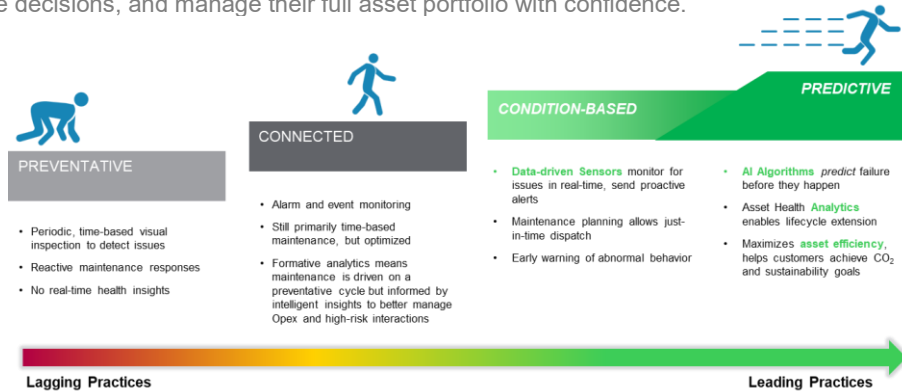 e decisions, and manage their full asset portfolio with confidence.
PREVENTATIVE
• Periodic, time-based visual
inspection to detect issues
• Reactive maintenance responses
• No real-time health insights
CONNECTED
• Alarm and event monitoring
• Still primarily time-based
maintenance, but optimized
• Formative analytics means
maintenance is driven on a
preventative cycle but informed by
intelligent insights to better manage
Opex and high-risk interactions
CONDITION-BASED
• Data-driven Sensors monitor for
issues in real-time, send proactive
alerts
• Maintenance planning allows just-
in-time dispatch
• Early warning of abnormal behavior
PREDICTIVE
• AI Algorithms predict failure
before they happen
• Asset Health Analytics
enables lifecycle extension
• Maximizes asset efficiency,
helps customers achieve CO₂
and sustainability goals
Lagging Practices
Leading Practices